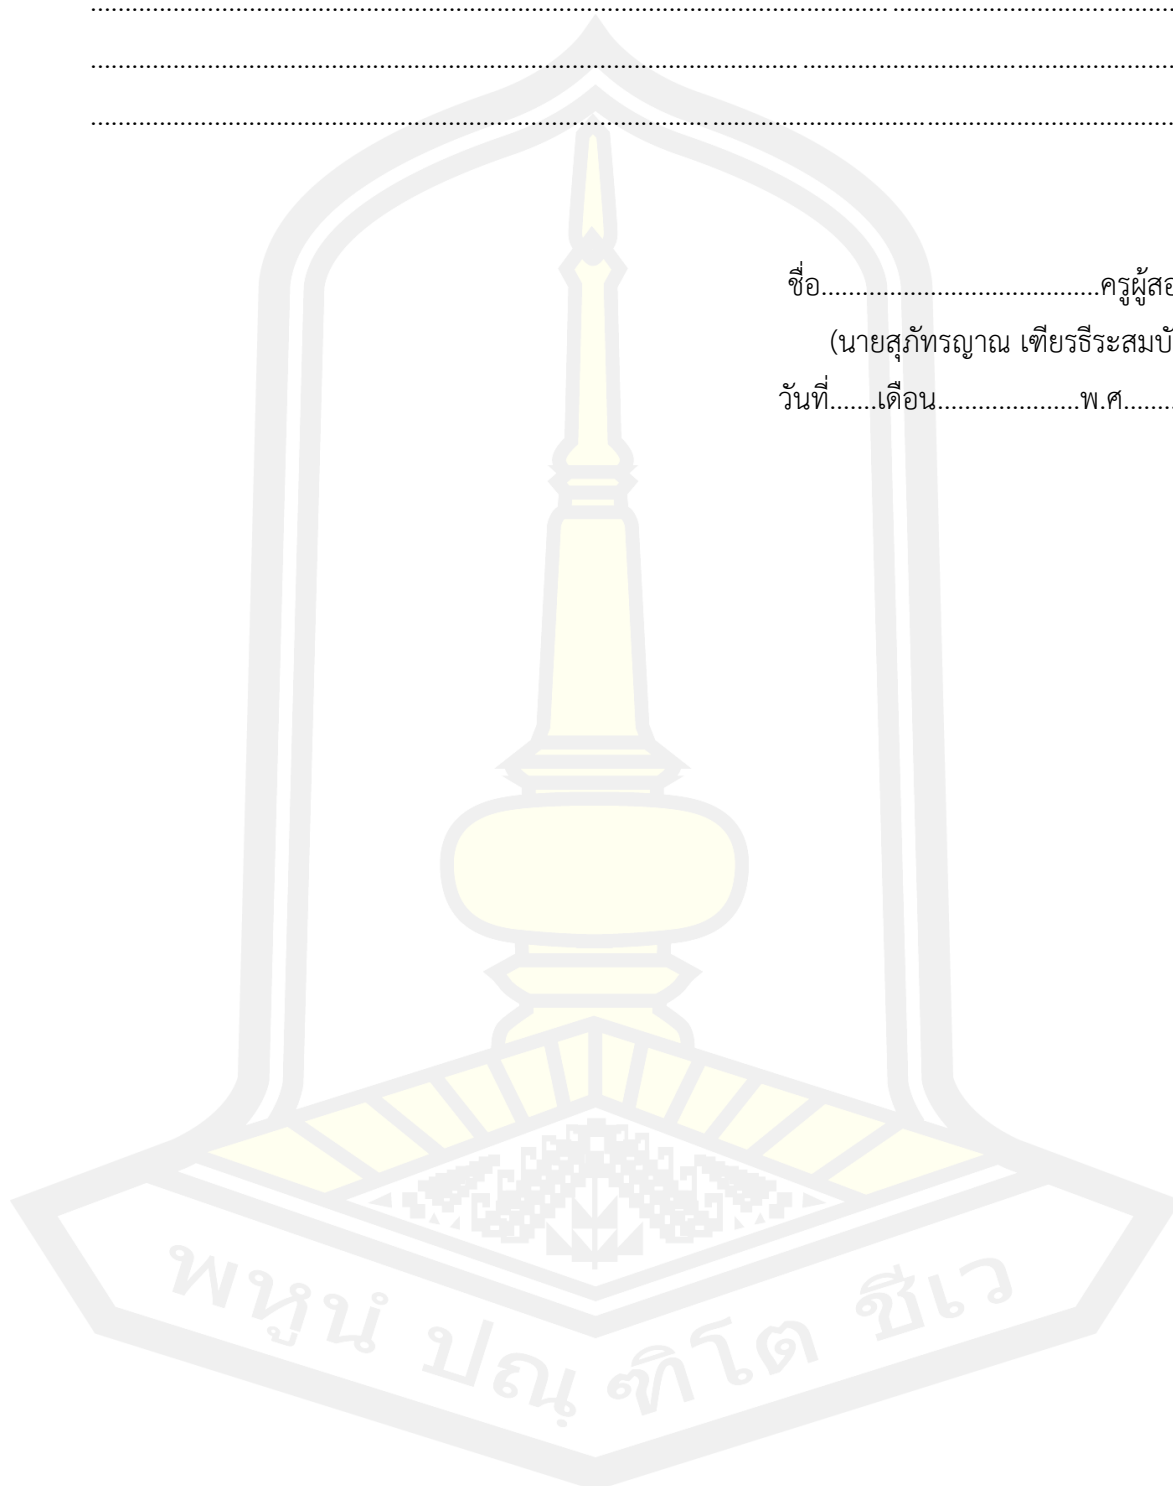 ................................................................................................................................................................
................................................................................................................................................................
................................................................................................................................................................
ชื่อ.........................................ครูผู้ส
(นายสุภัทรญาณ เฑียรธีระสม
วันที่.......เดือน.....................พ.ศ.......
พหูนํ ปณฺฑิโต ชีเว